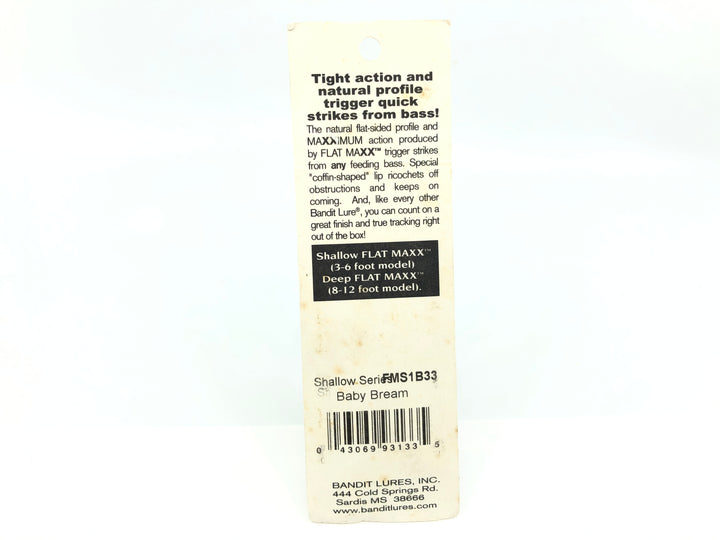 Tight action and
natural profile
trigger quick
strikes from bass!
The natural flat-sided profile and
MAXXIMUM action produced
by FLAT MAXX™ trigger strikes
from any feeding bass. Special
"coffin-shaped" lip ricochets off
obstructions and keeps on
coming. And, like every other
Bandit Lure®, you can count on a
great finish and true tracking right
out of the box!
Shallow FLAT MAXX™
(3-6 foot model)
Deep FLAT MAXX™
(8-12 foot model).
Shallow Series FMS1B33
Baby Bream
0 43069 93133 5
BANDIT LURES, INC.
444 Cold Springs Rd.
Sardis MS 38666
www.banditlures.com